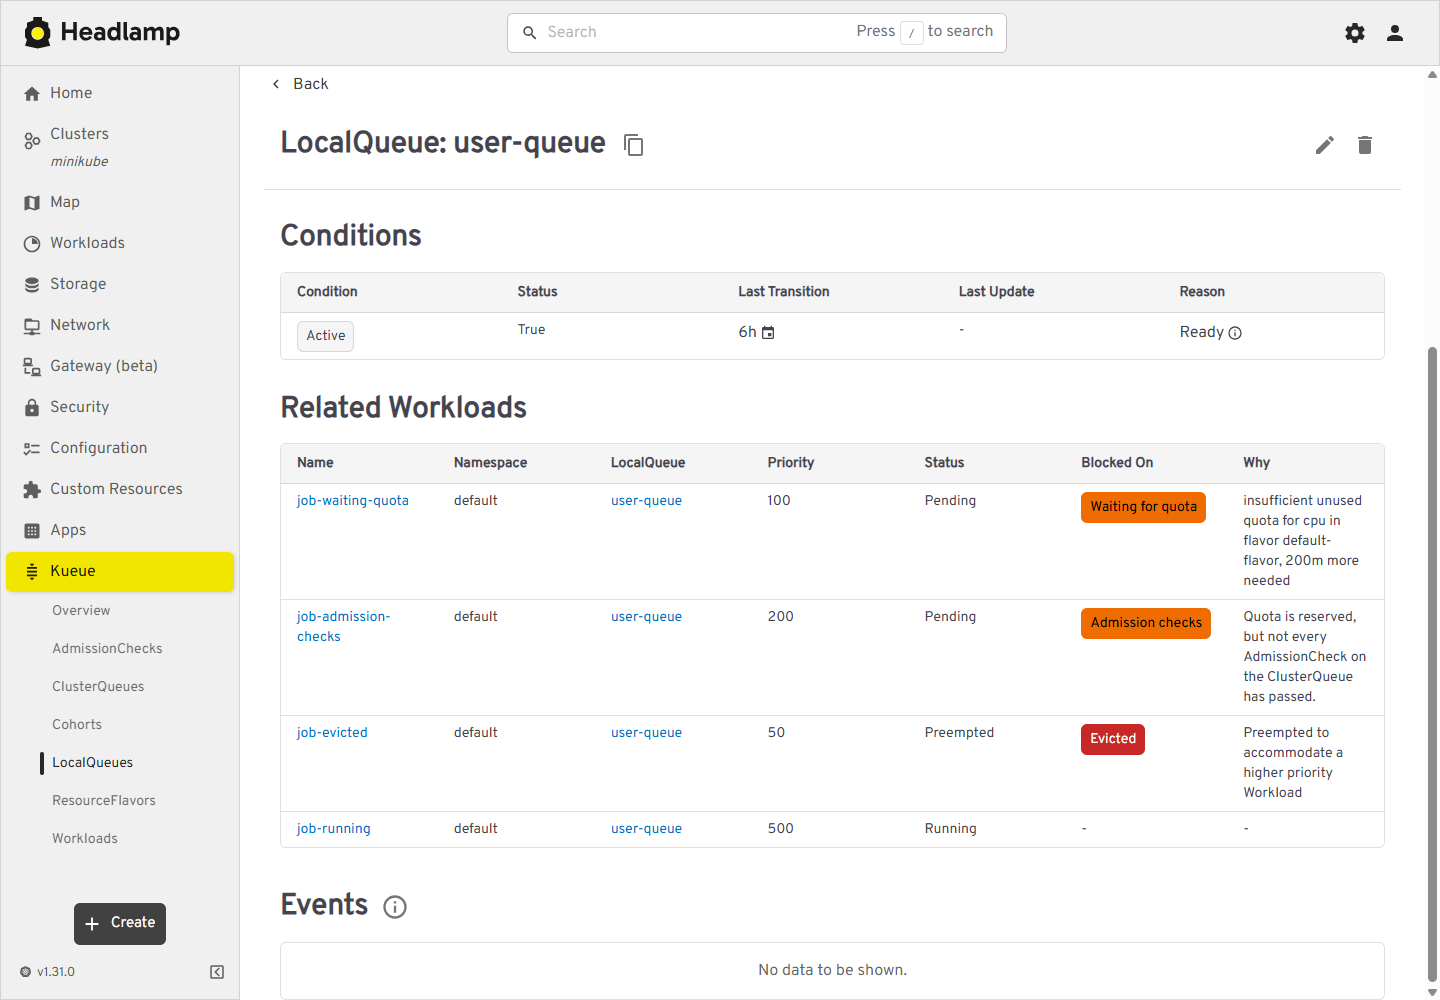 Headlamp
Search
Press / to search
Home
Clusters
minikube
Map
Workloads
Storage
Network
Gateway (beta)
Security
Configuration
Custom Resources
Apps
Kueue
Overview
AdmissionChecks
ClusterQueues
Cohorts
LocalQueues
ResourceFlavors
Workloads
Create
v1.31.0
Back
LocalQueue: user-queue
Conditions
Condition Status Last Transition Last Update Reason
Active True 6h - Ready
Related Workloads
Name Namespace LocalQueue Priority Status Blocked On Why
job-waiting-quota default user-queue 100 Pending Waiting for quota insufficient unused
quota for cpu in
flavor default-
flavor, 200m more
needed
job-admission- default user-queue 200 Pending Admission checks Quota is reserved,
checks but not every
AdmissionCheck on
the ClusterQueue
has passed.
job-evicted default user-queue 50 Preempted Evicted Preempted to
accommodate a
higher priority
Workload
job-running default user-queue 500 Running - -
Events
No data to be shown.